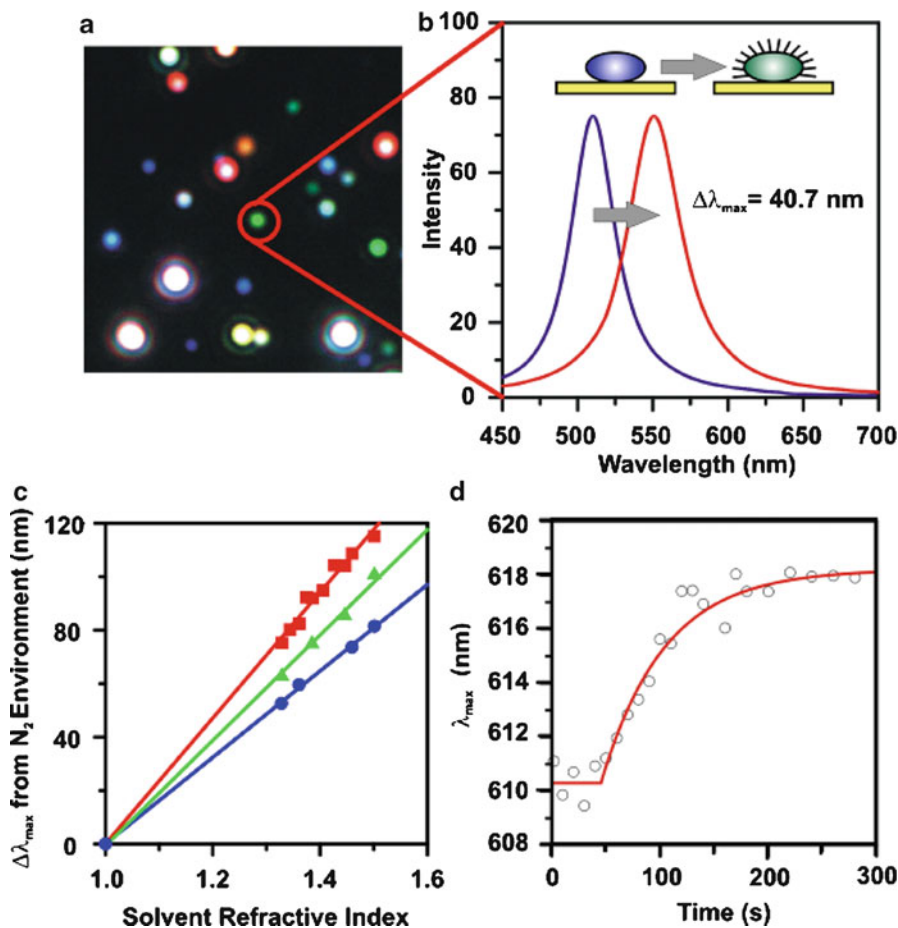 a
b
100
80
60
40
20
0
Intensity
Δλmax= 40.7 nm
450 500 550 600 650 700
Wavelength (nm)
c
120
80
40
0
Δλmax from N2 Environment (nm)
1.0 1.2 1.4 1.6
Solvent Refractive Index
d
620
618
616
614
612
610
608
λmax (nm)
0 100 200 300
Time (s)